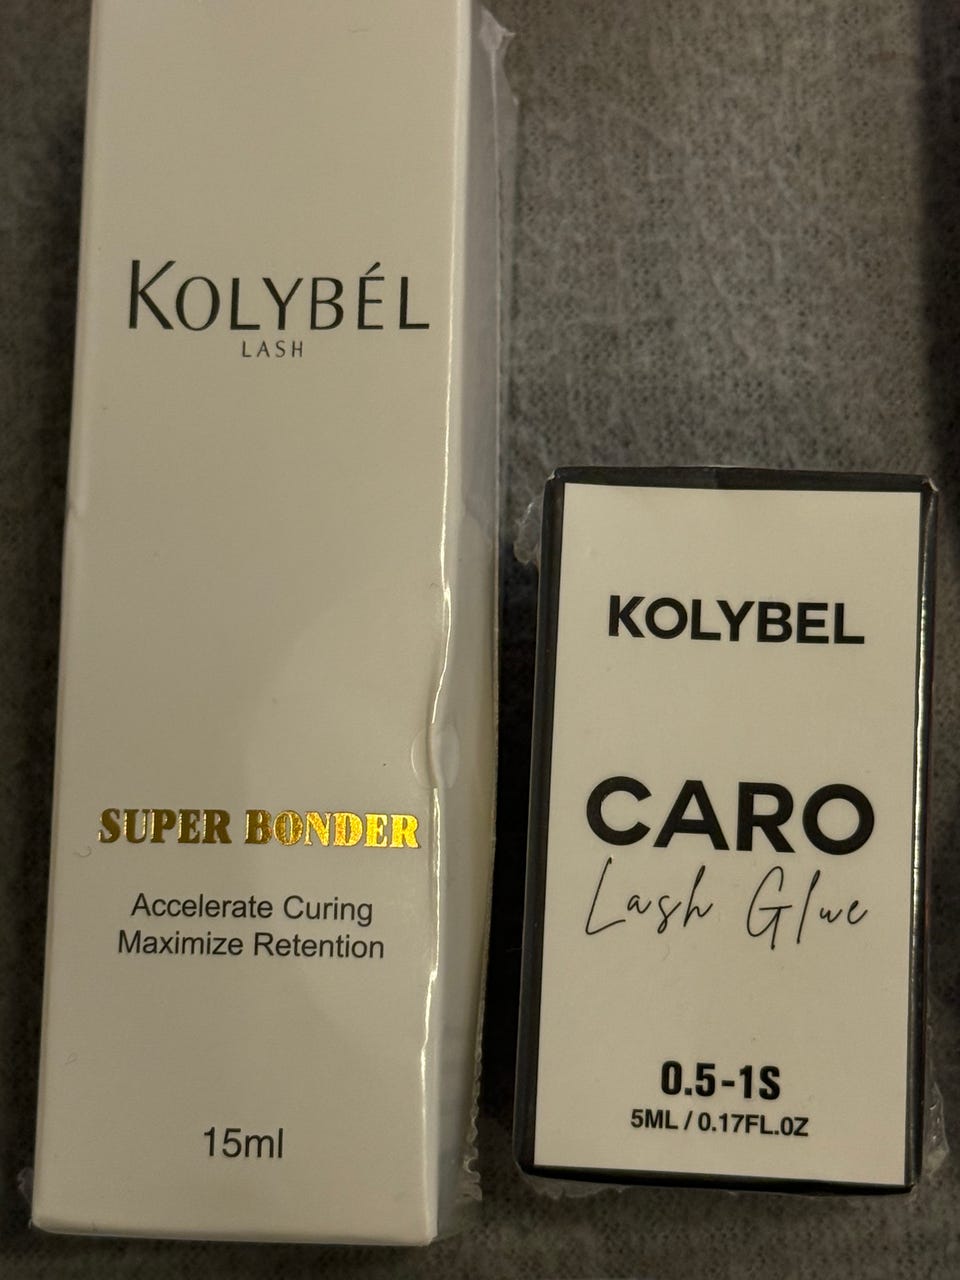 KOLYBÉL
LASH
SUPER BONDER
Accelerate Curing
Maximize Retention
15ml
KOLYBEL
CARO
Lash Glue
0.5-1S
5ML / 0.17FL.OZ